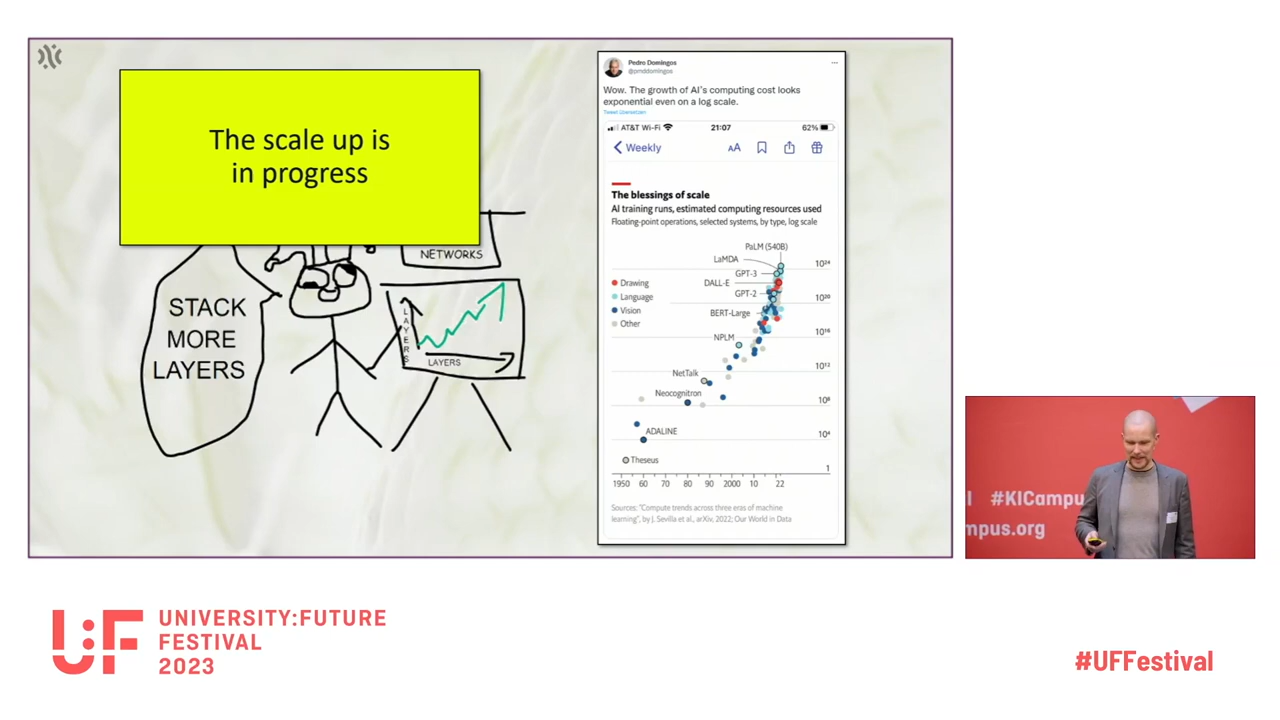 The scale up is
in progress
NETWORKS
STACK
MORE
LAYERS
LAYERS
LAYERS
Pedro Domingos
@pmddomingos
Wow. The growth of AI's computing cost looks
exponential even on a log scale.
Tweet übersetzen
AT&T Wi-Fi 21:07 62%
Weekly
AA
The blessings of scale
AI training runs, estimated computing resources used
Floating-point operations, selected systems, by type, log scale
PaLM (540B)
LaMDA
10²⁴
GPT-3
Drawing
DALL-E
Language
GPT-2
10²⁰
Vision
BERT-Large
Other
10¹⁶
NPLM
10¹²
NetTalk
Neocognitron
10⁸
ADALINE
10⁴
Theseus
1
1950 60 70 80 90 2000 10 22
Sources: "Compute trends across three eras of machine
learning", by J. Sevilla et al., arXiv, 2022; Our World in Data
#KICampu
mpus.org
U:F
UNIVERSITY:FUTURE
FESTIVAL
2023
#UFFestival